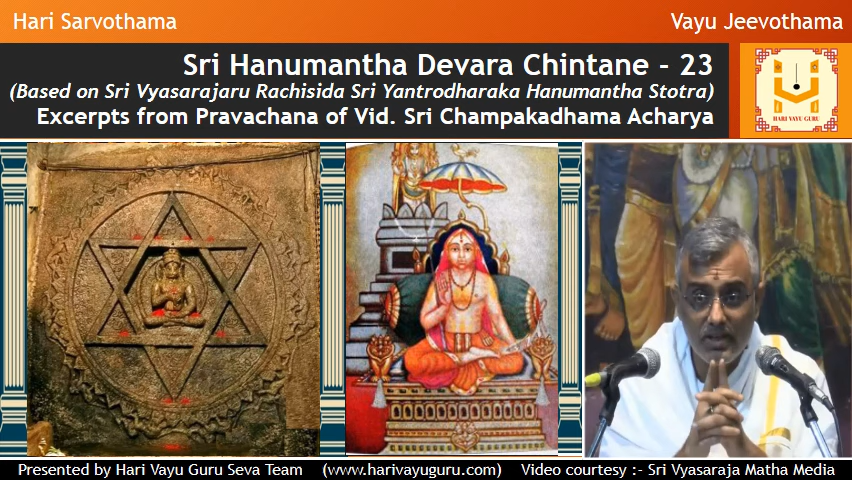 Hari Sarvothama
Vayu Jeevothama
Sri Hanumantha Devara Chintane - 23
(Based on Sri Vyasarajaru Rachisida Sri Yantrodharaka Hanumantha Stotra)
Excerpts from Pravachana of Vid. Sri Champakadhama Acharya
HARI VAYU GURU
Presented by Hari Vayu Guru Seva Team (www.harivayuguru.com) Video courtesy :- Sri Vyasaraja Matha Media